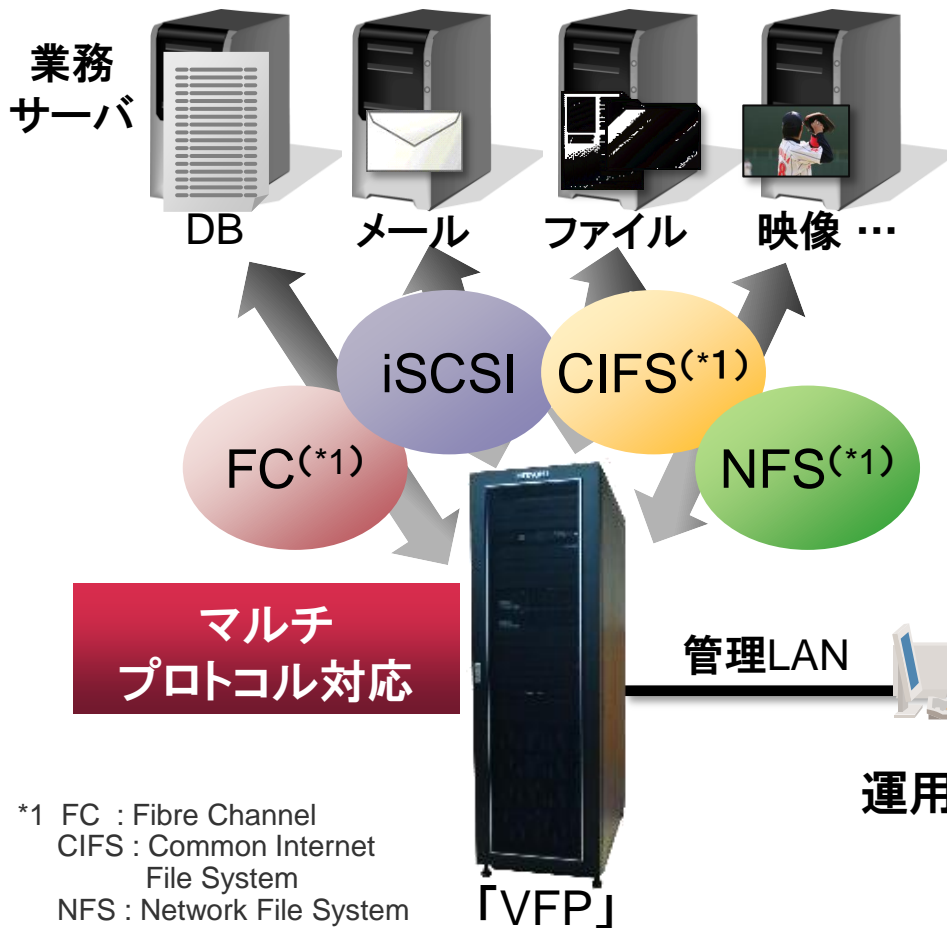 業務
サーバ
DB
メール
ファイル
映像 …
iSCSI
CIFS(*1)
FC(*1)
NFS(*1)
マルチ
プロトコル対応
管理LAN
運用
*1 FC : Fibre Channel
CIFS : Common Internet
File System
NFS : Network File System
「VFP」